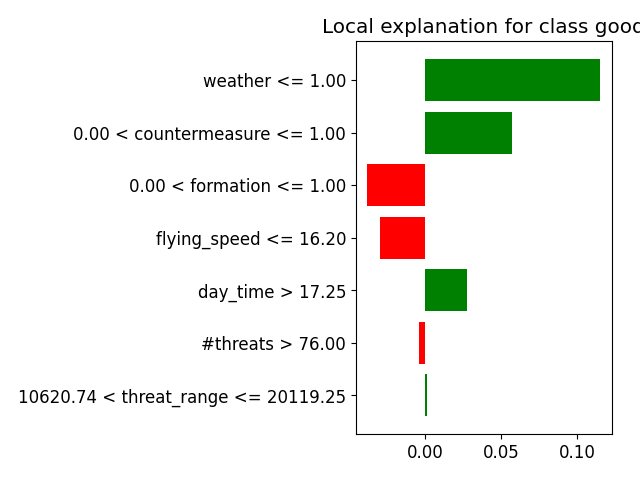 Local explanation for class good
weather <= 1.00
0.00 < countermeasure <= 1.00
0.00 < formation <= 1.00
flying_speed <= 16.20
day_time > 17.25
#threats > 76.00
10620.74 < threat_range <= 20119.25
0.00 0.05 0.10